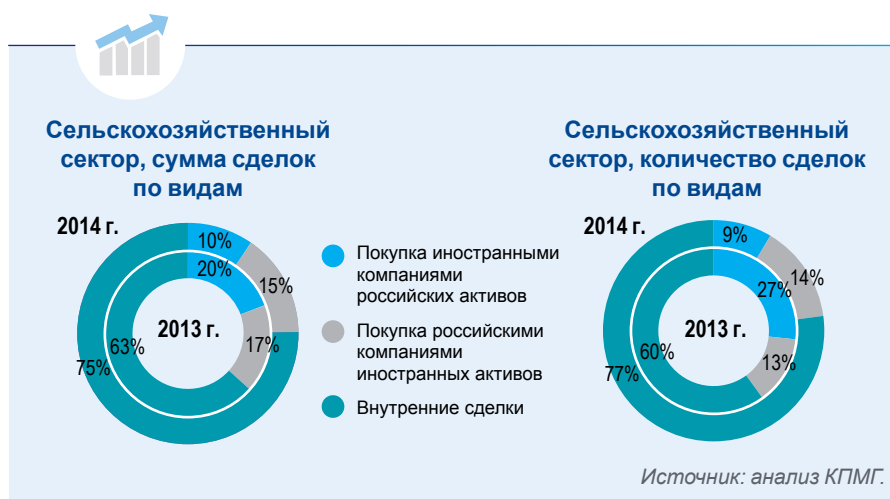 Сельскохозяйственный
сектор, сумма сделок
по видам
2014 г.
10%
20%
15%
2013 г.
63%
17%
75%
Покупка иностранными
компаниями
российских активов
Покупка российскими
компаниями
иностранных активов
Внутренние сделки
Сельскохозяйственный
сектор, количество сделок
по видам
2014 г.
9%
14%
27%
2013 г.
60%
13%
77%
Источник: анализ КПМГ.